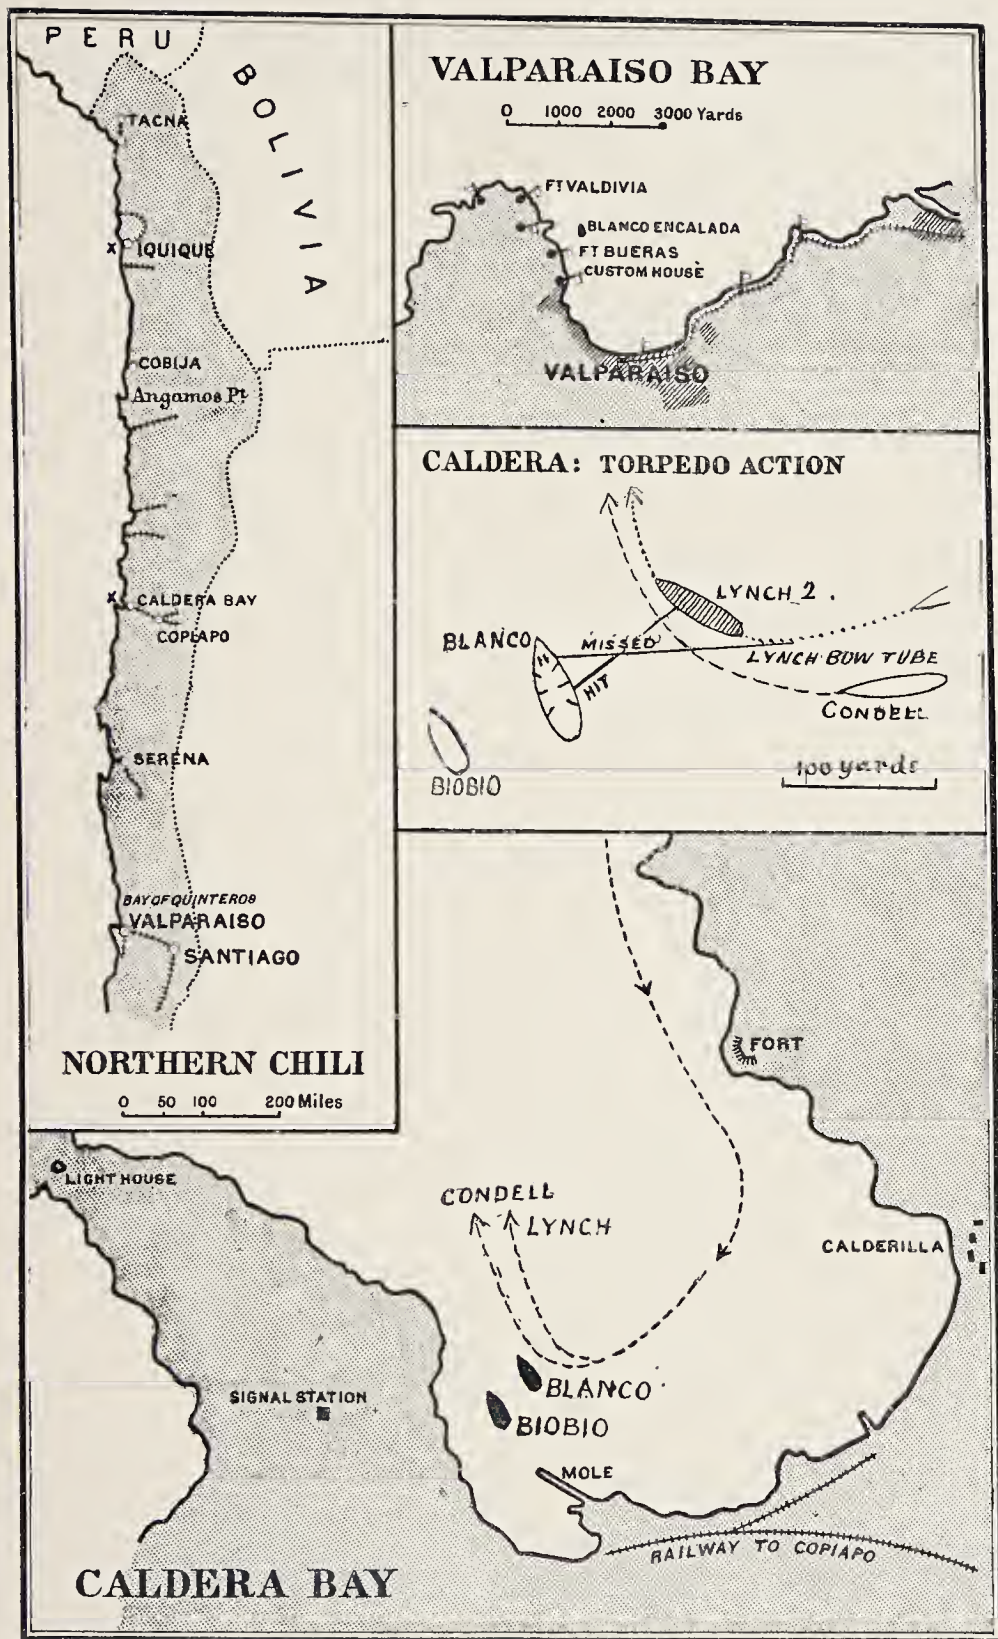 PERU
BOLIVIA
TACNA
IQUIQUE
COBIJA
Angamos Pt
CALDERA BAY
COPIAPO
SERENA
BAY OF QUINTEROS
VALPARAISO
SANTIAGO
NORTHERN CHILI
0 50 100 200 Miles
VALPARAISO BAY
0 1000 2000 3000 Yards
FT VALDIVIA
BLANCO ENCALADA
FT BUERAS
CUSTOM HOUSE
VALPARAISO
CALDERA: TORPEDO ACTION
LYNCH 2.
BLANCO
MISSED
LYNCH BOW TUBE
HIT
CONDELL
BIOBIO
100 yards
FORT
LIGHT HOUSE
CONDELL
LYNCH
CALDERILLA
BLANCO
SIGNAL STATION
BIOBIO
MOLE
RAILWAY TO COPIAPO
CALDERA BAY